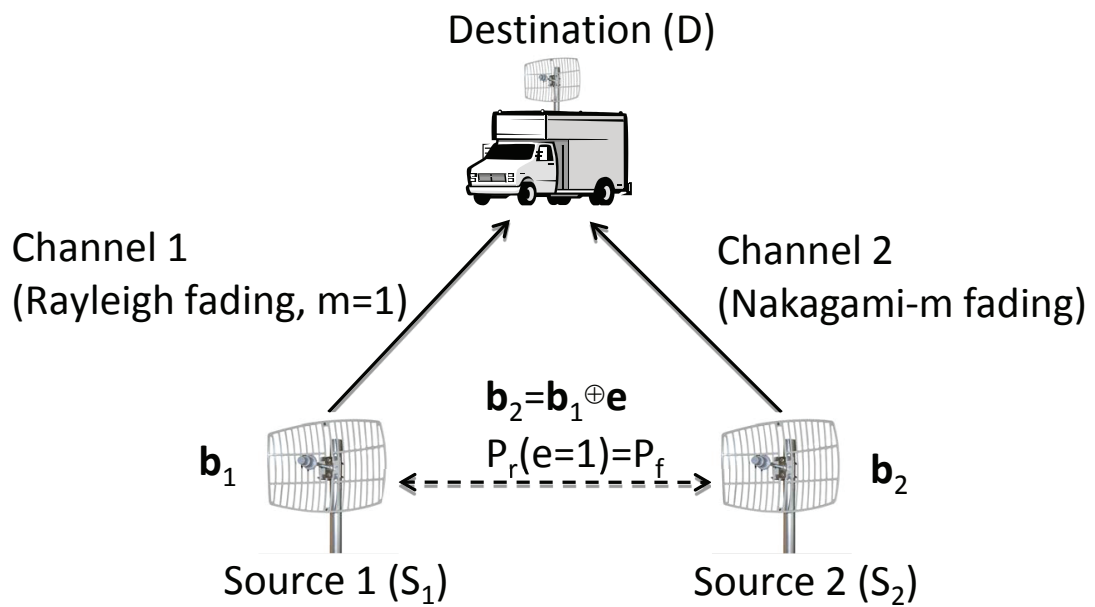 Destination (D)
Channel 1
(Rayleigh fading, m=1)
Channel 2
(Nakagami-m fading)
b₂=b₁⊕e
Pᵣ(e=1)=P_f
b₁
b₂
Source 1 (S₁)
Source 2 (S₂)